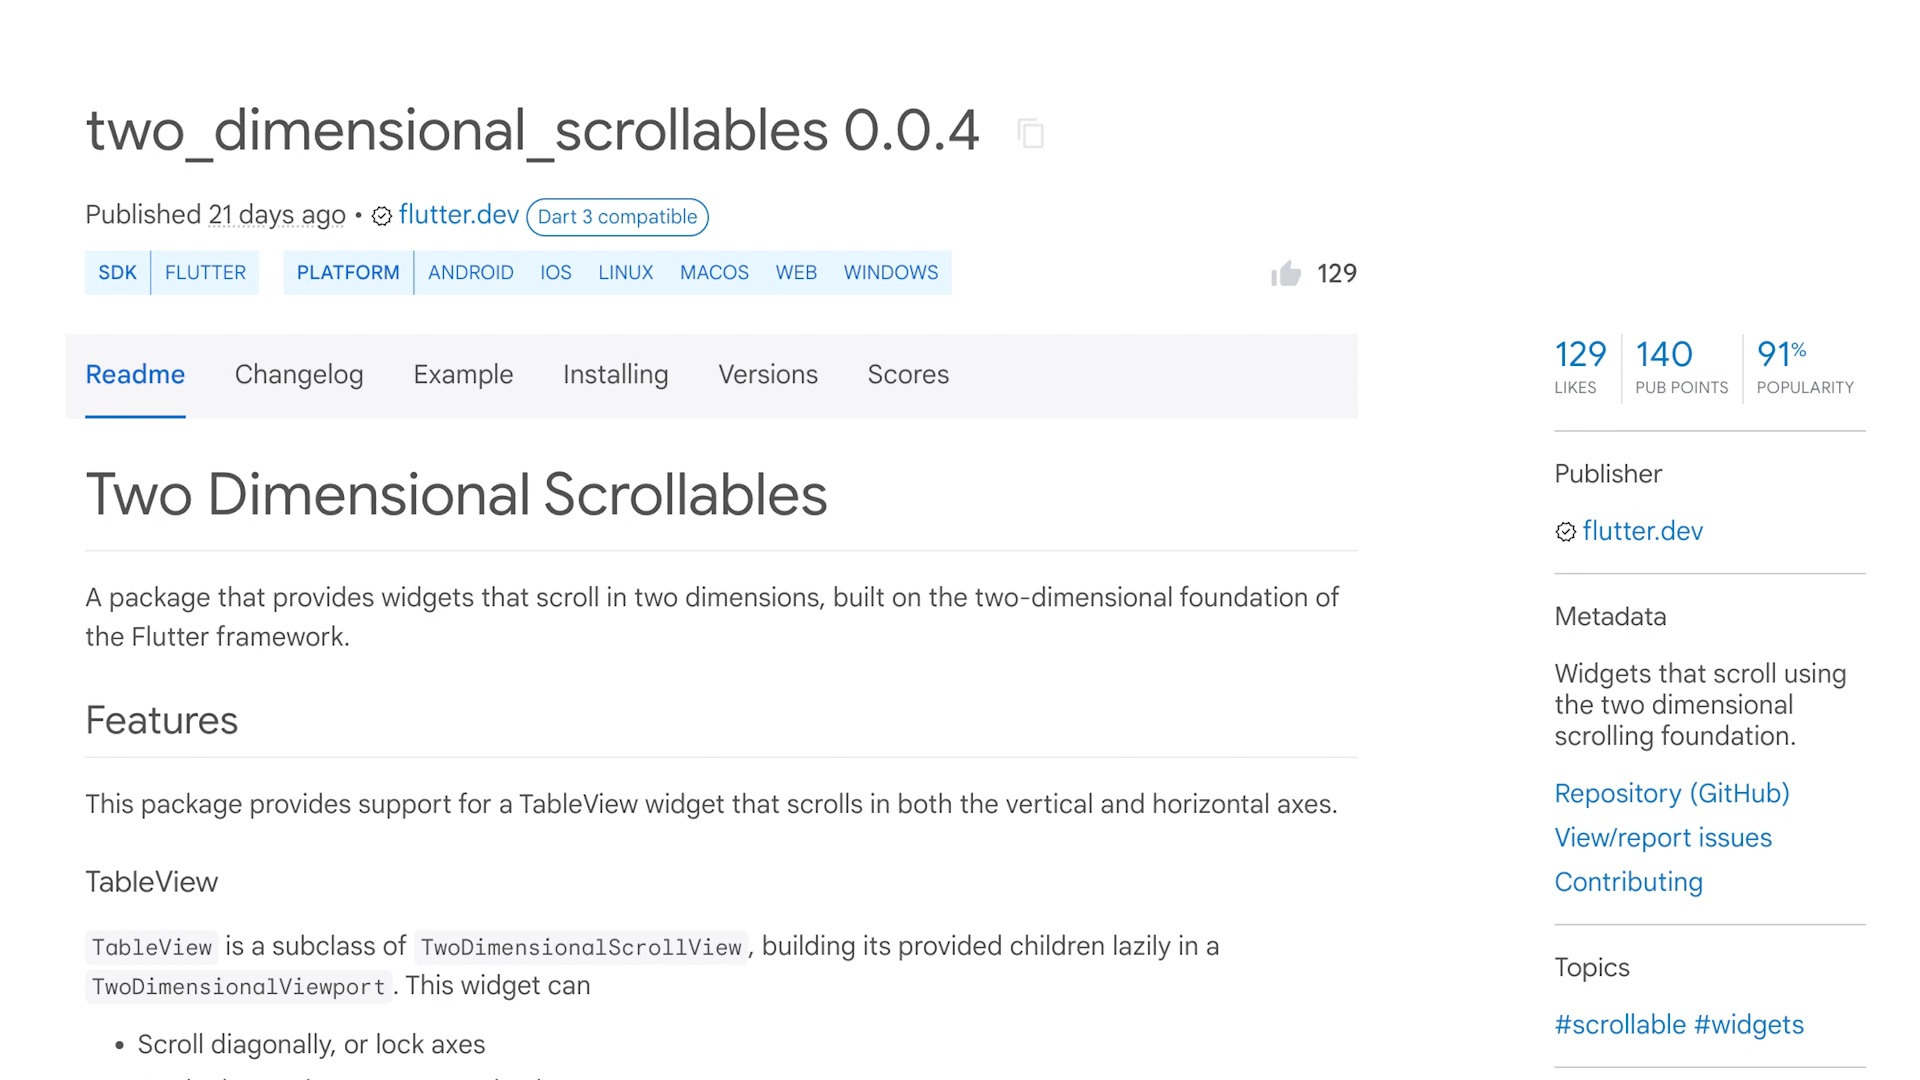 two_dimensional_scrollables 0.0.4
Published 21 days ago • flutter.dev Dart 3 compatible
SDK FLUTTER PLATFORM ANDROID IOS LINUX MACOS WEB WINDOWS
129
Readme Changelog Example Installing Versions Scores
Two Dimensional Scrollables
A package that provides widgets that scroll in two dimensions, built on the two-dimensional foundation of
the Flutter framework.
Features
This package provides support for a TableView widget that scrolls in both the vertical and horizontal axes.
TableView
TableView is a subclass of TwoDimensionalScrollView, building its provided children lazily in a
TwoDimensionalViewport. This widget can
• Scroll diagonally, or lock axes
129 140 91%
LIKES PUB POINTS POPULARITY
Publisher
flutter.dev
Metadata
Widgets that scroll using
the two dimensional
scrolling foundation.
Repository (GitHub)
View/report issues
Contributing
Topics
#scrollable #widgets